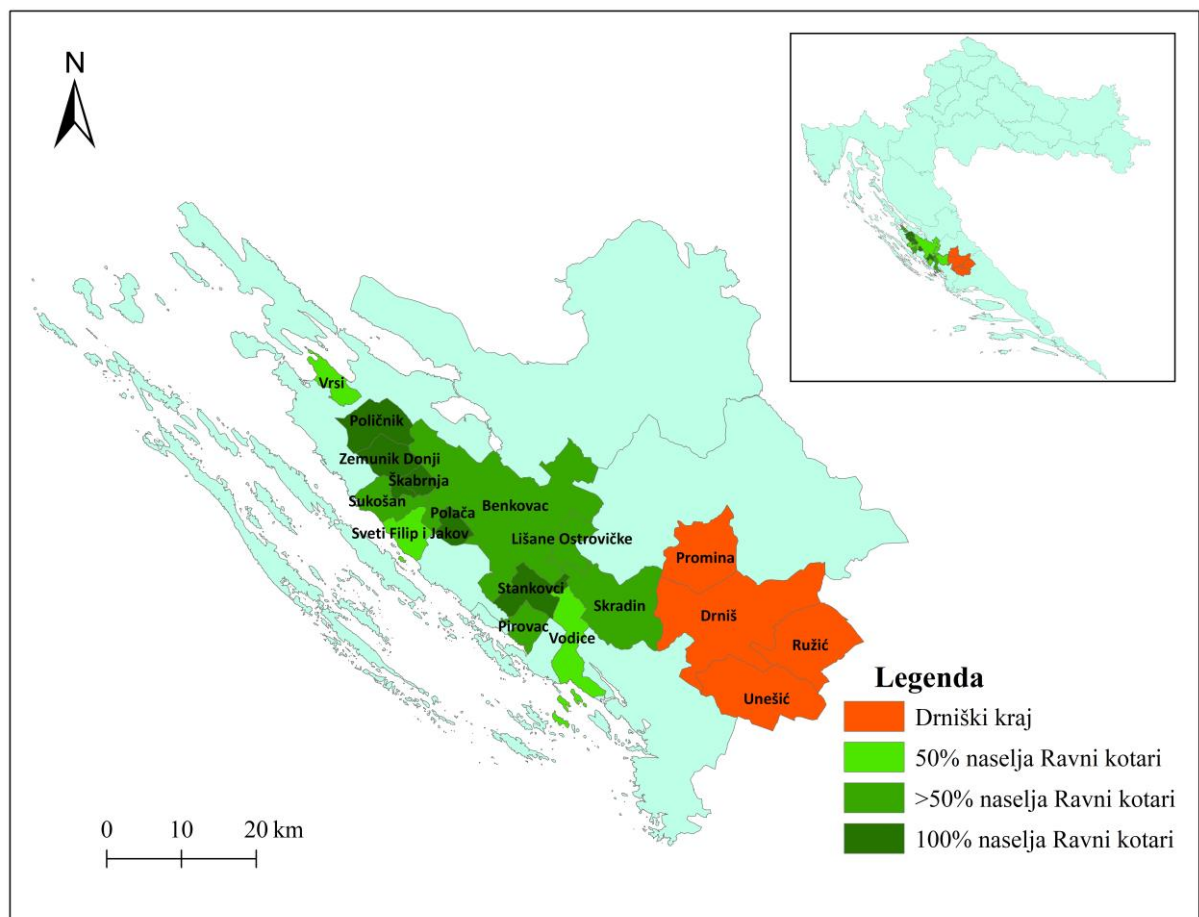 N
Vrsi
Poličnik
Zemunik Donji
Škabrnja
Sukošan
Polača
Benkovac
Sveti Filip i Jakov
Lišane Ostrovičke
Promina
Stankovci
Skradin
Drniš
Pirovac
Vodice
Ružić
Unešić
Legenda
Drniški kraj
50% naselja Ravni kotari
>50% naselja Ravni kotari
100% naselja Ravni kotari
0 10 20 km